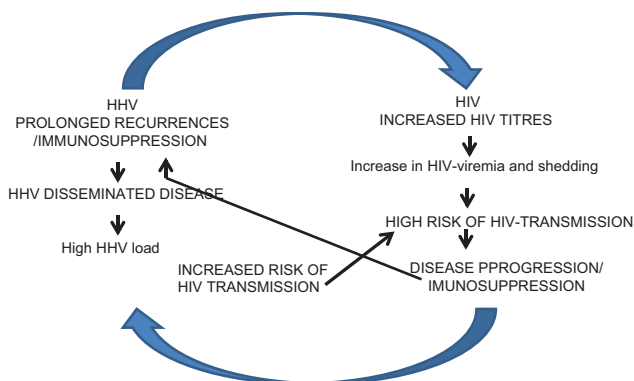 HHV
PROLONGED RECURRENCES
/IMMUNOSUPPRESSION
HHV DISSEMINATED DISEASE
High HHV load
HIV
INCREASED HIV TITRES
Increase in HIV-viremia and shedding
HIGH RISK OF HIV-TRANSMISSION
DISEASE PPROGRESSION/
IMUNOSUPPRESSION
INCREASED RISK OF
HIV TRANSMISSION